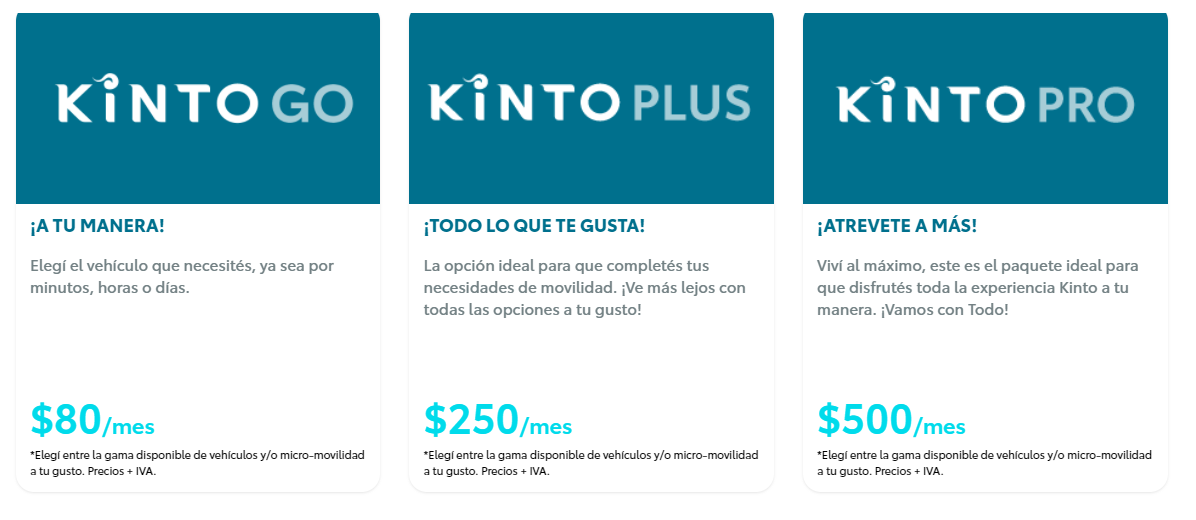 KINTO GO
¡A TU MANERA!
Elegí el vehículo que necesités, ya sea por
minutos, horas o días.
$80/mes
*Elegí entre la gama disponible de vehículos y/o micro-movilidad
a tu gusto. Precios + IVA.
KINTO PLUS
¡TODO LO QUE TE GUSTA!
La opción ideal para que completés tus
necesidades de movilidad. ¡Ve más lejos con
todas las opciones a tu gusto!
$250/mes
*Elegí entre la gama disponible de vehículos y/o micro-movilidad
a tu gusto. Precios + IVA.
KINTO PRO
¡ATREVETE A MÁS!
Viví al máximo, este es el paquete ideal para
que disfrutés toda la experiencia Kinto a tu
manera. ¡Vamos con Todo!
$500/mes
*Elegí entre la gama disponible de vehículos y/o micro-movilidad
a tu gusto. Precios + IVA.